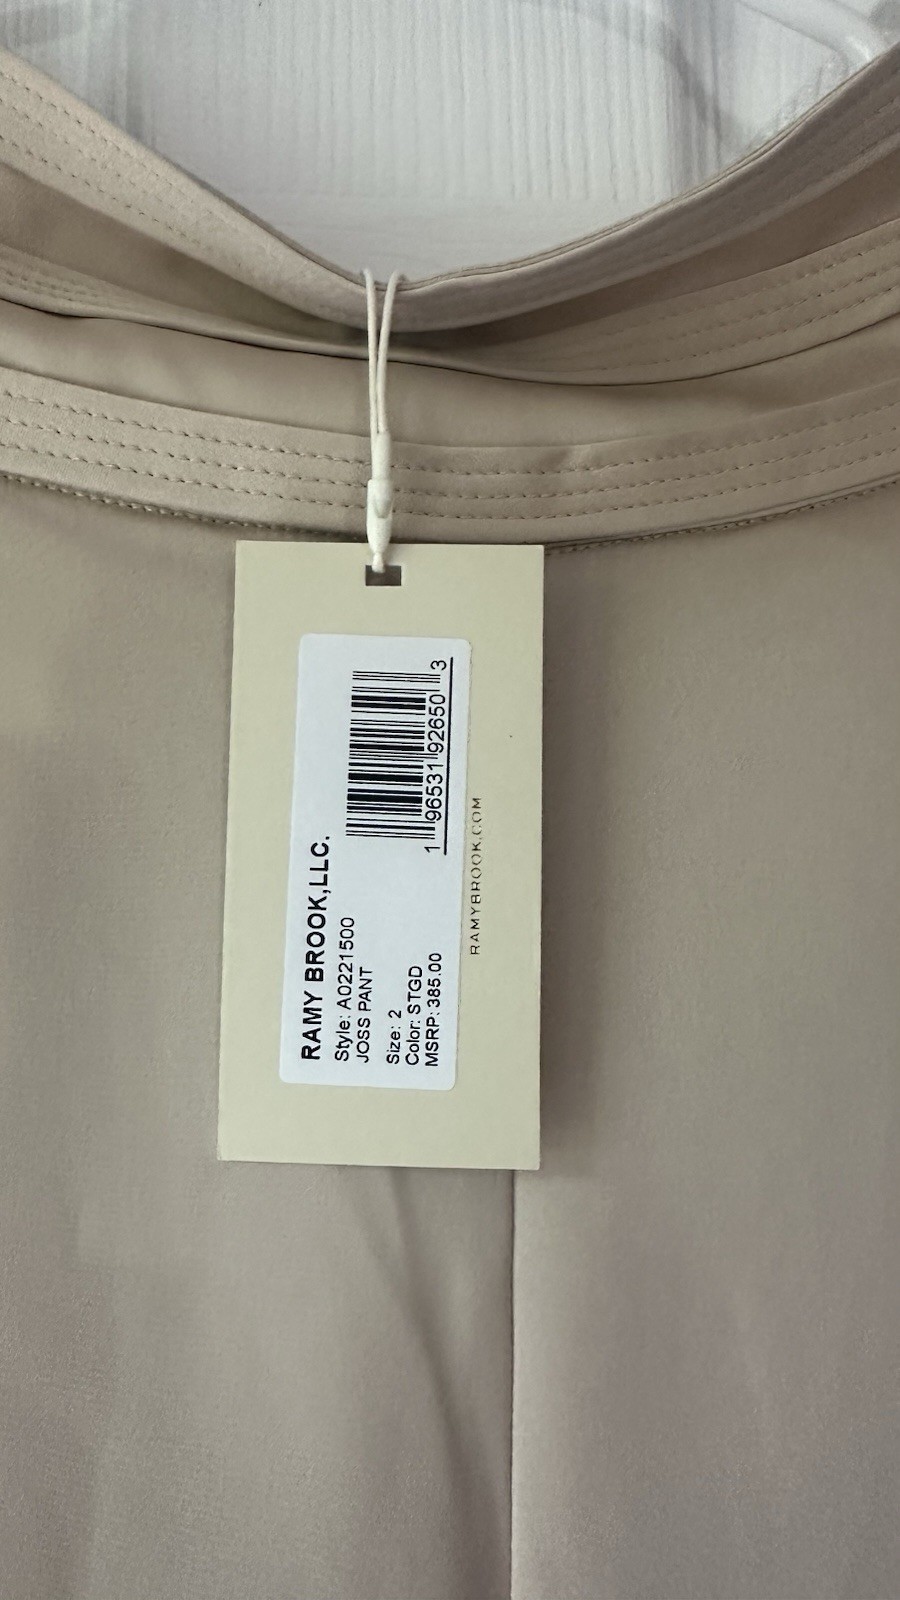 RAMY BROOK,LLC.
Style: A0221500
JOSS PANT
Size: 2
Color: STGD
MSRP: 385.00
1 96531 92650 3
RAMYBROOK.COM